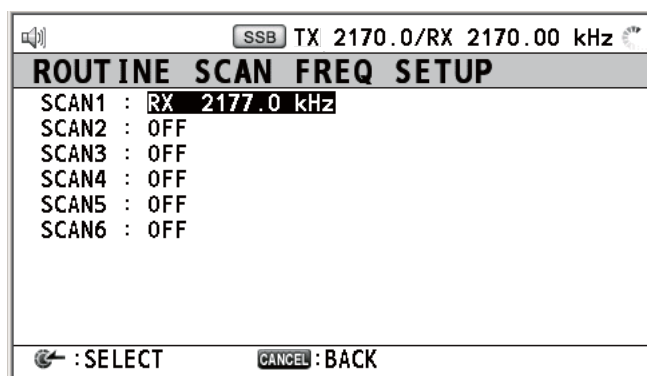 SSB TX 2170.0/RX 2170.00 kHz
ROUTINE SCAN FREQ SETUP
SCAN1 : RX 2177.0 kHz
SCAN2 : OFF
SCAN3 : OFF
SCAN4 : OFF
SCAN5 : OFF
SCAN6 : OFF
:SELECT CANCEL :BACK